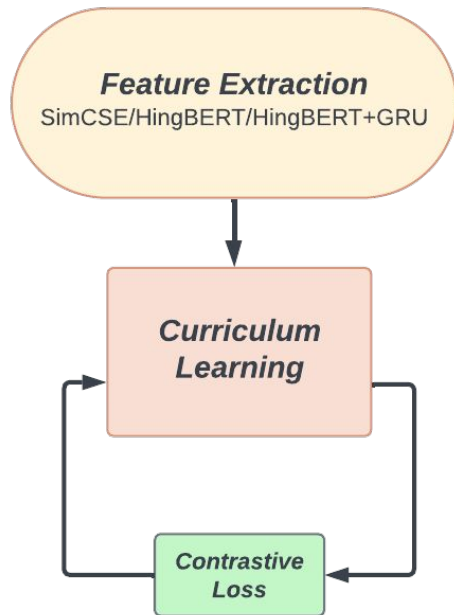 Feature Extraction
SimCSE/HingBERT/HingBERT+GRU
Curriculum
Learning
Contrastive
Loss